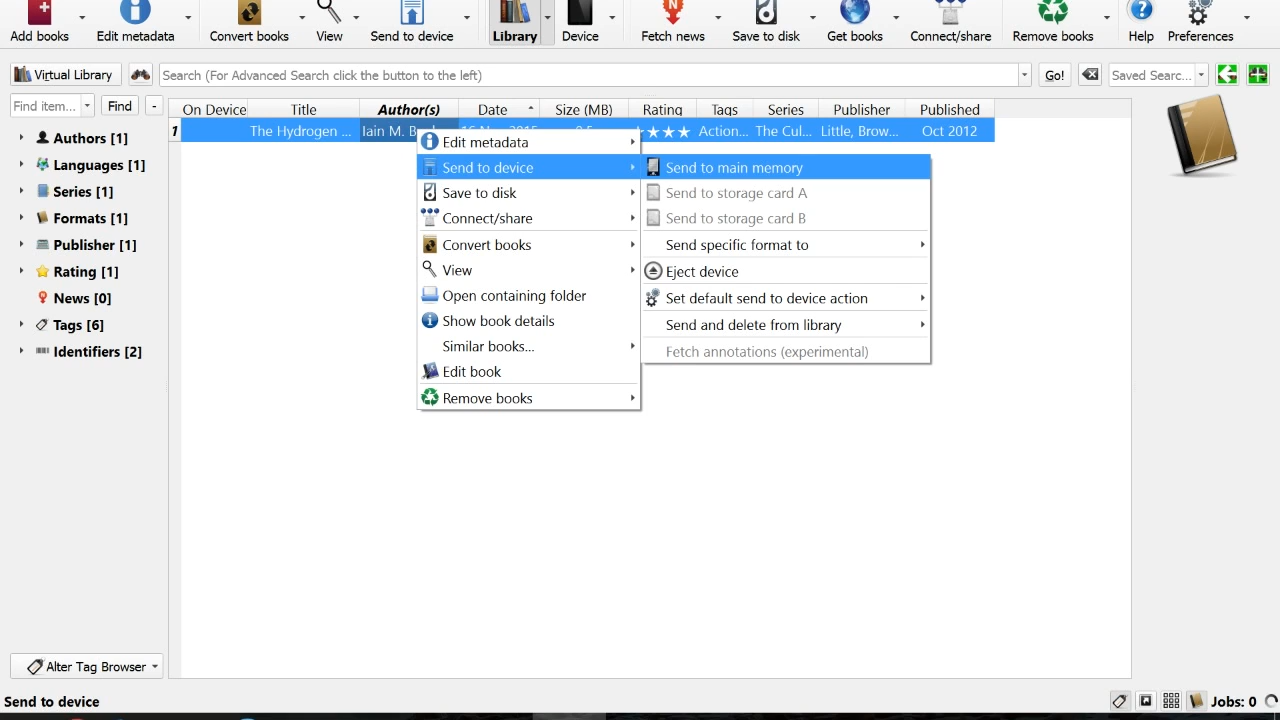 Add books Edit metadata Convert books View Send to device Library Device Fetch news Save to disk Get books Connect/share Remove books Help Preferences
Virtual Library Search (For Advanced Search click the button to the left) Go! Saved Searc...
Find item... Find - On Device Title Author(s) Date Size (MB) Rating Tags Series Publisher Published
1 The Hydrogen ... Iain M. Action... The Cul... Little, Brow... Oct 2012
Authors [1]
Languages [1]
Series [1]
Formats [1]
Publisher [1]
Rating [1]
News [0]
Tags [6]
Identifiers [2]
Edit metadata
Send to device
Save to disk
Connect/share
Convert books
View
Open containing folder
Show book details
Similar books...
Edit book
Remove books
Send to main memory
Send to storage card A
Send to storage card B
Send specific format to
Eject device
Set default send to device action
Send and delete from library
Fetch annotations (experimental)
Alter Tag Browser
Send to device Jobs: 0